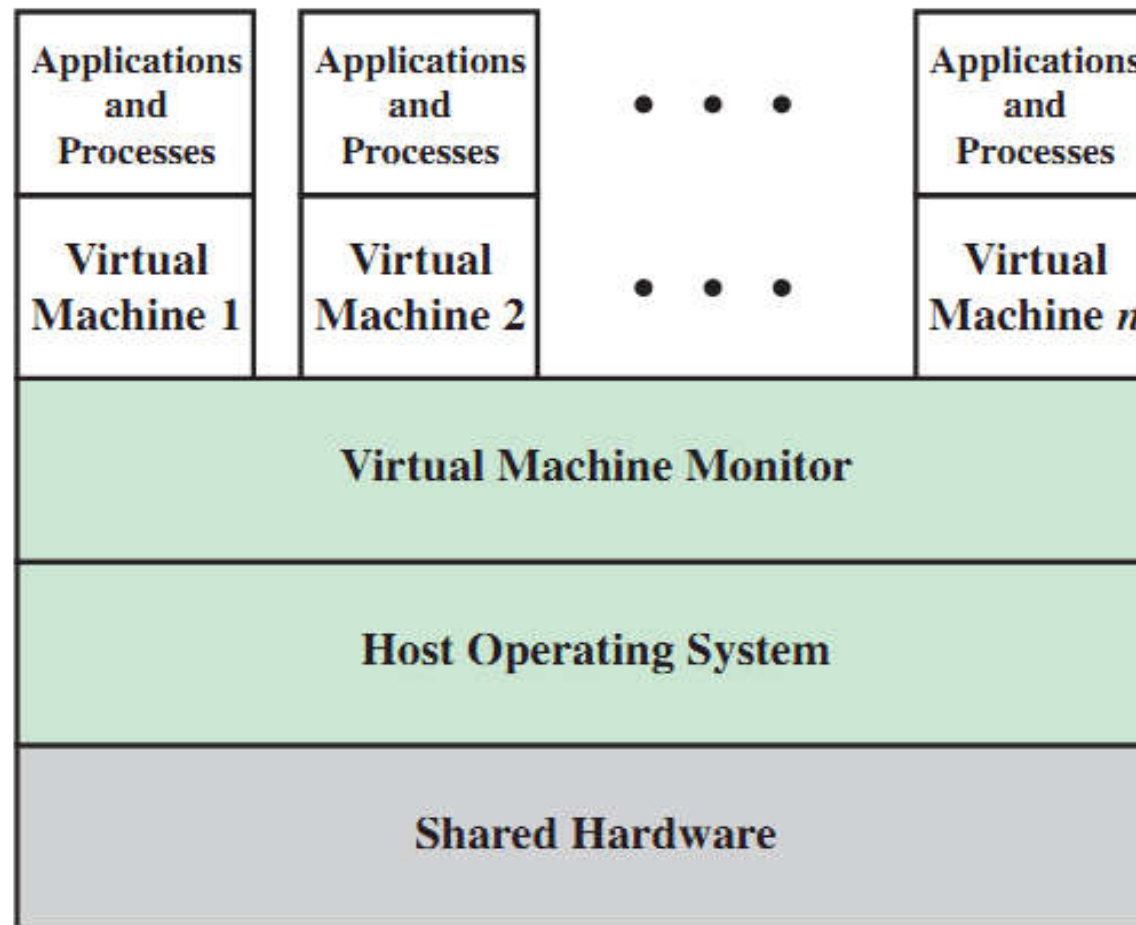 Applications
and
Processes
Applications
and
Processes
Applications
and
Processes
Virtual
Machine 1
Virtual
Machine 2
Virtual
Machine n
Virtual Machine Monitor
Host Operating System
Shared Hardware